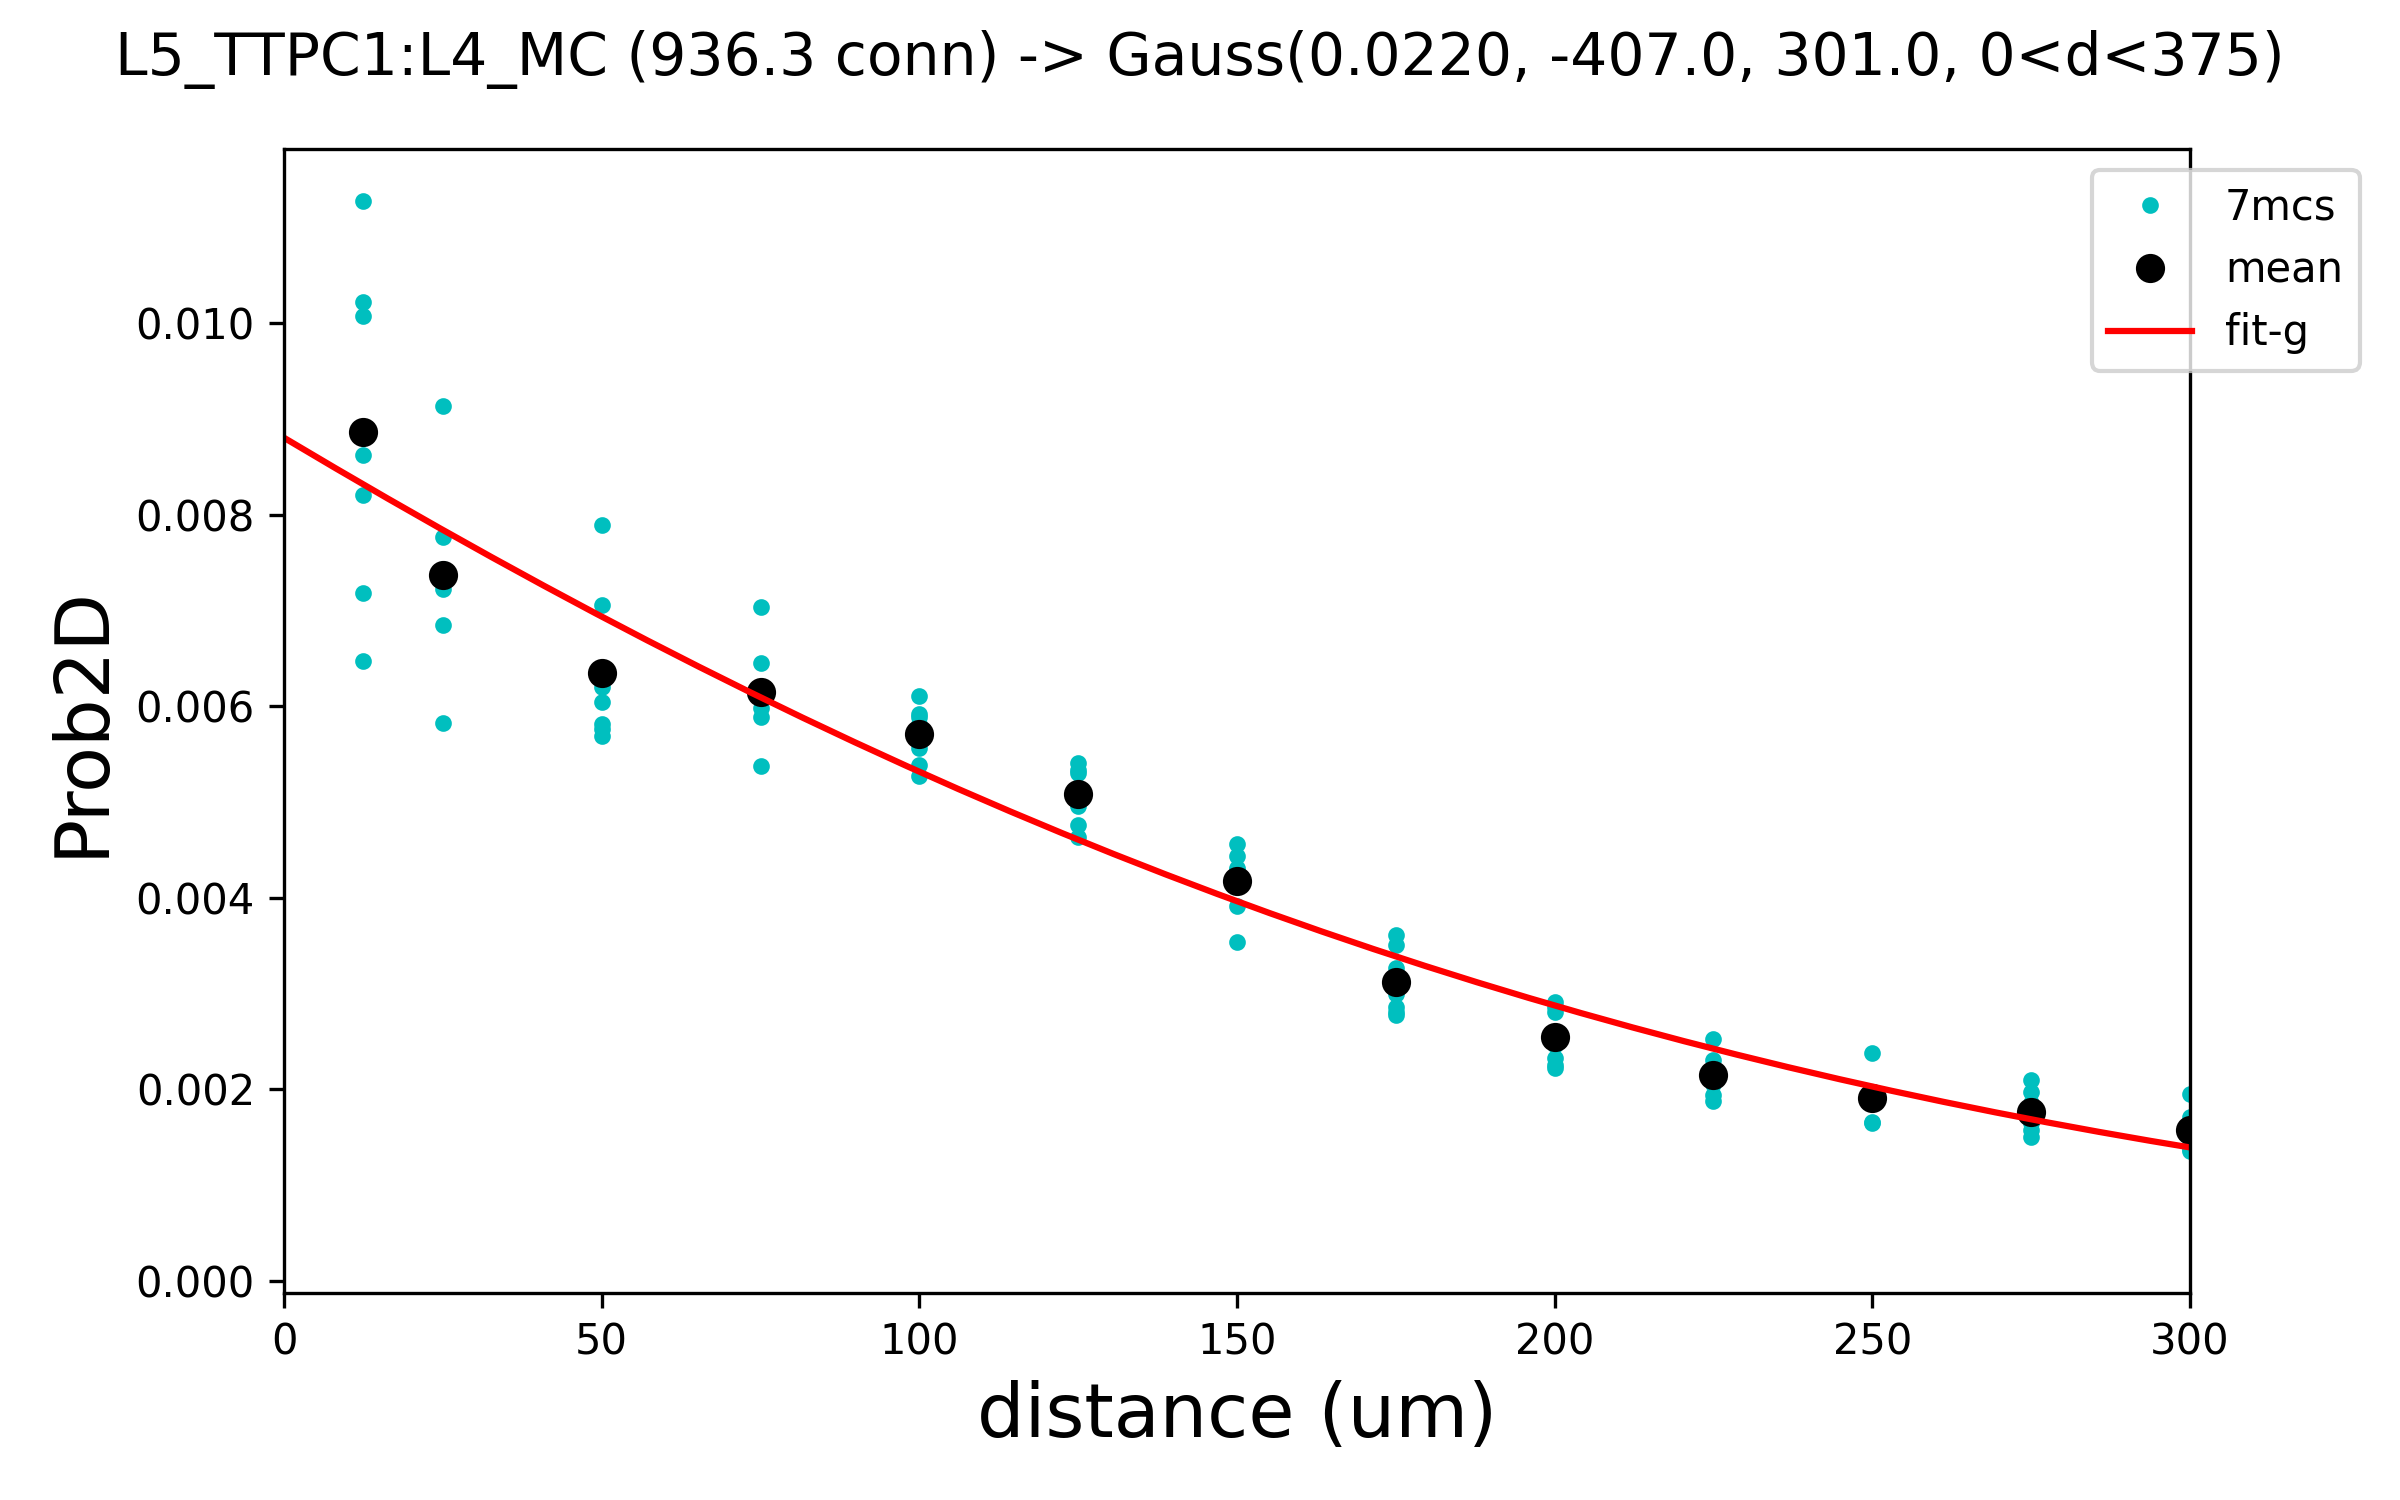 L5_TTPC1:L4_MC (936.3 conn) -> Gauss(0.0220, -407.0, 301.0, 0<d<375)
7mcs
mean
fit-g
0.010
0.008
0.006
0.004
0.002
0.000
Prob2D
0 50 100 150 200 250 300
distance (um)